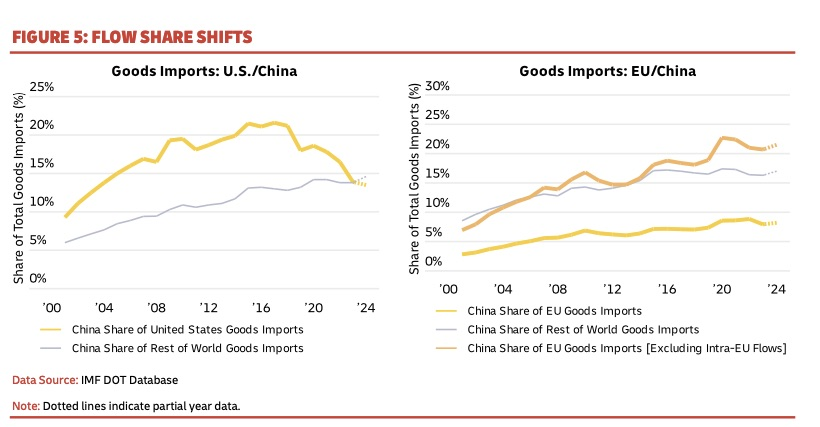 FIGURE 5: FLOW SHARE SHIFTS
Goods Imports: U.S./China
Share of Total Goods Imports (%)
25%
20%
15%
10%
5%
0%
'00 '04 '08 '12 '16 '20 '24
China Share of United States Goods Imports
China Share of Rest of World Goods Imports
Goods Imports: EU/China
Share of Total Goods Imports (%)
30%
25%
20%
15%
10%
5%
0%
'00 '04 '08 '12 '16 '20 '24
China Share of EU Goods Imports
China Share of Rest of World Goods Imports
China Share of EU Goods Imports [Excluding Intra-EU Flows]
Data Source: IMF DOT Database
Note: Dotted lines indicate partial year data.